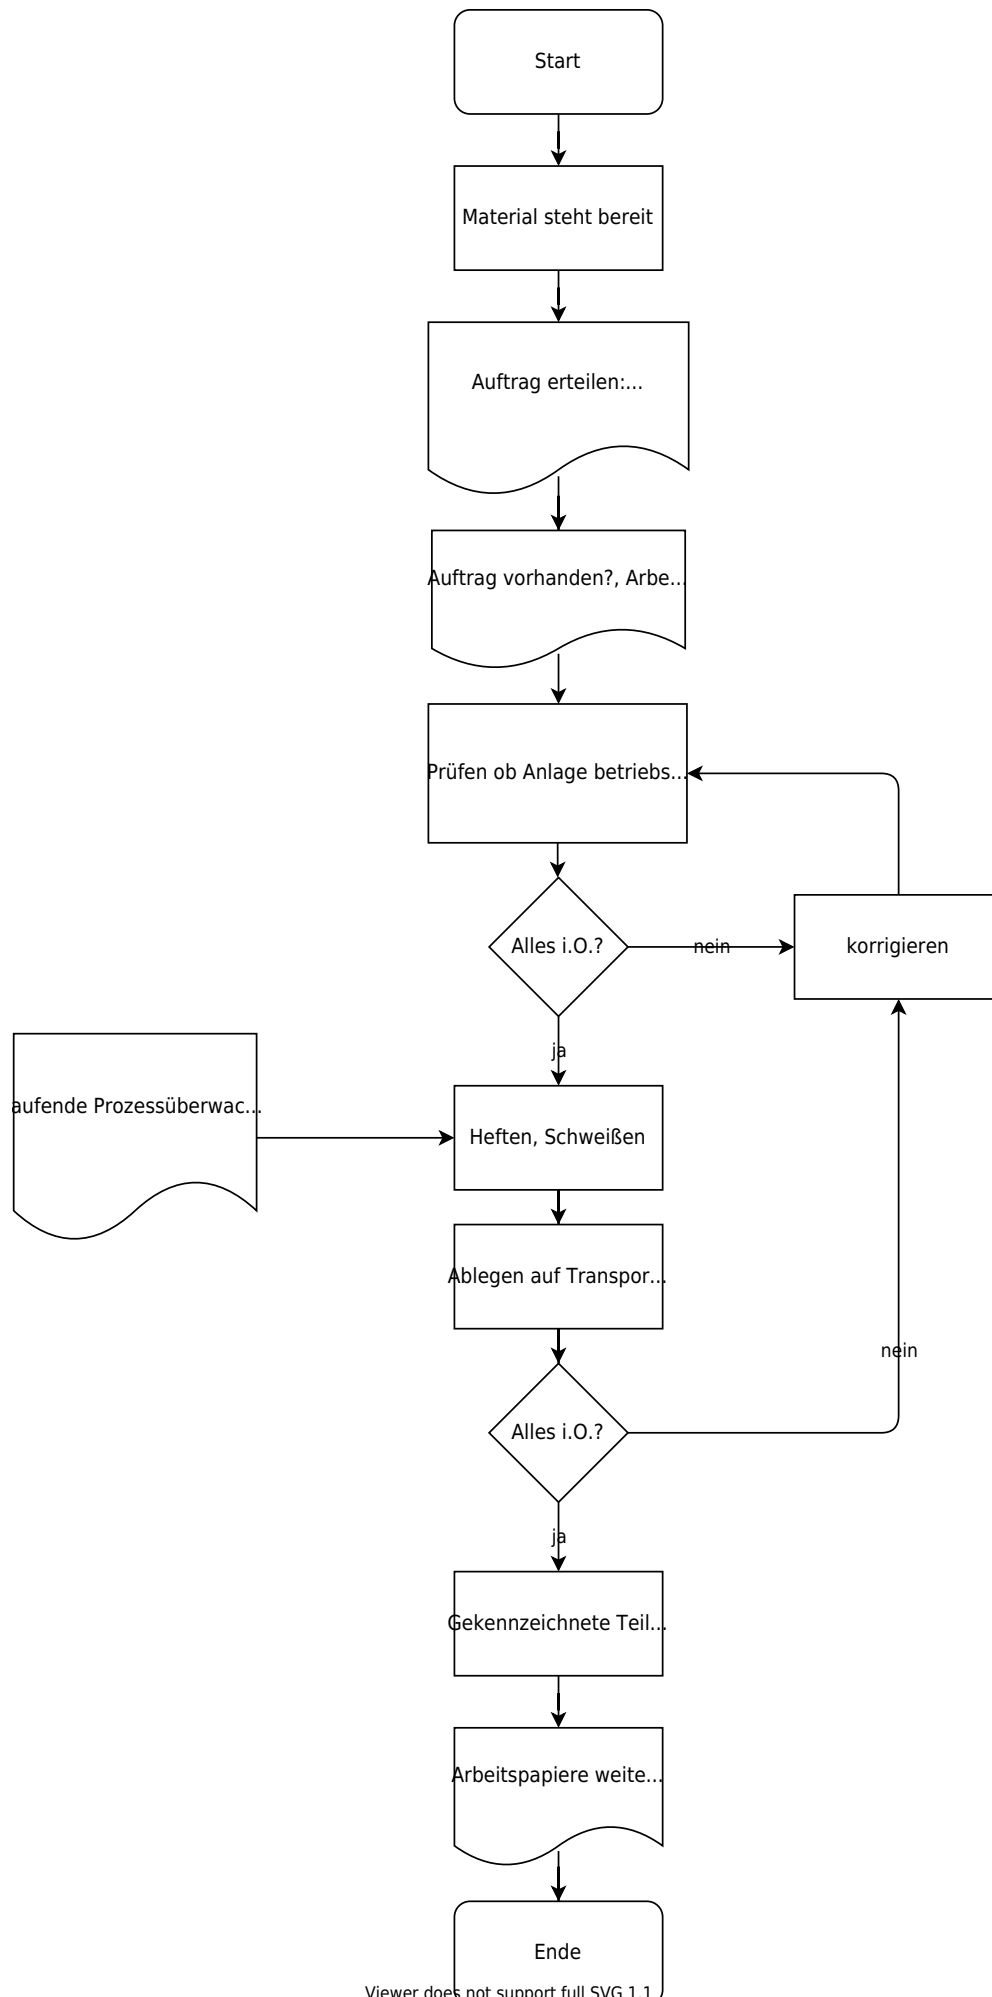 Start
Material steht bereit
Auftrag erteilen:...
Auftrag vorhanden?, Arbe...
Prüfen ob Anlage betriebs...
Alles i.O.?
nein
korrigieren
ja
aufende Prozessüberwac...
Heften, Schweißen
Ablegen auf Transpor...
nein
Alles i.O.?
ja
Gekennzeichnete Teil...
Arbeitspapiere weite...
Ende
Viewer does not support full SVG 1.1